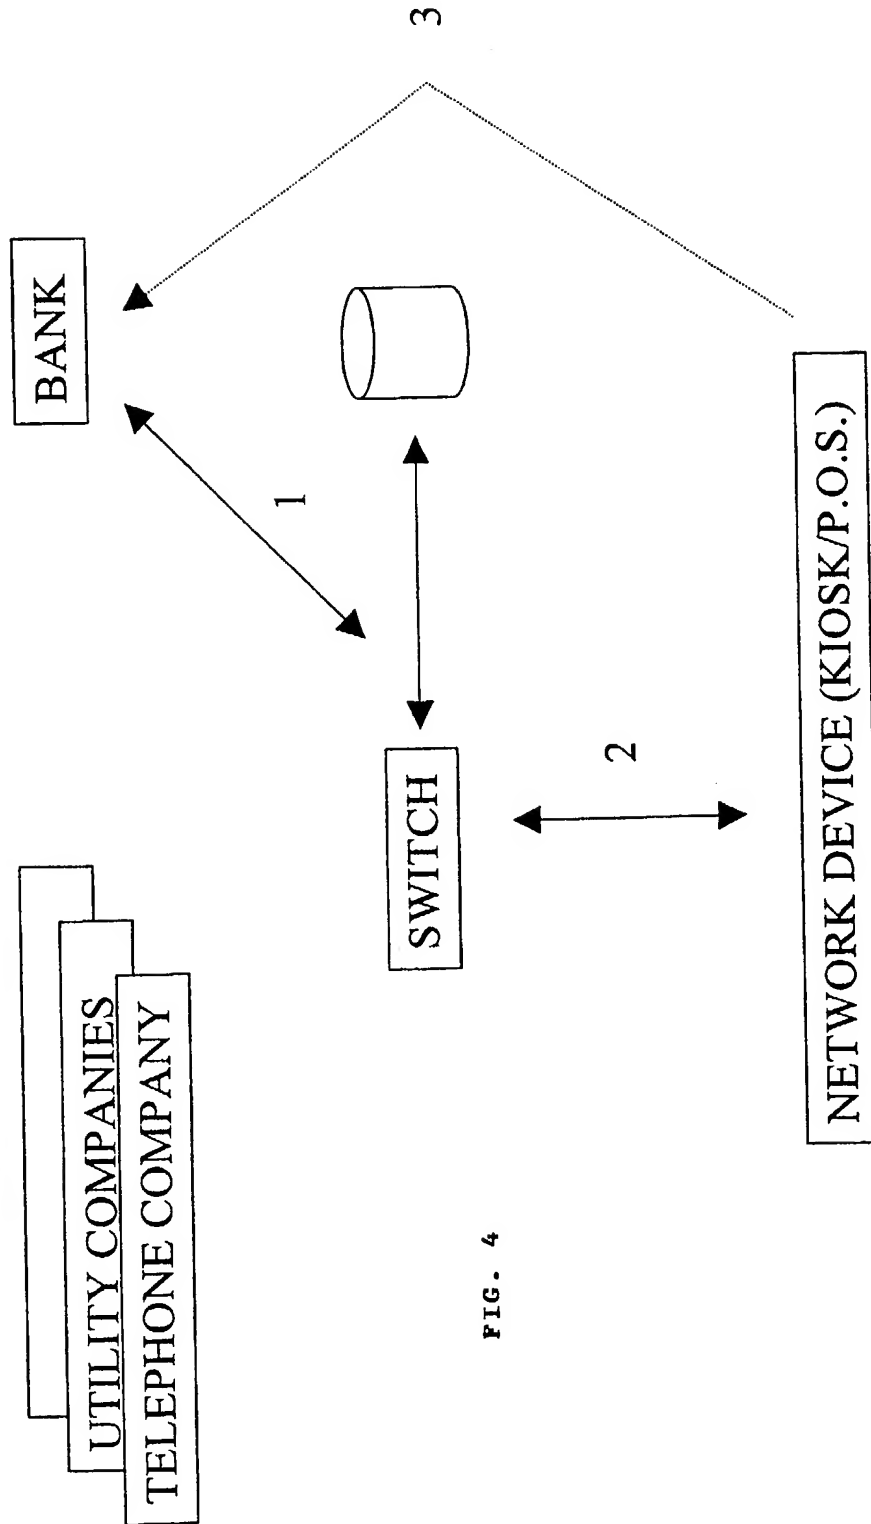 UTILITY COMPANIES
TELEPHONE COMPANY
BANK
1
3
SWITCH
2
NETWORK DEVICE (KIOSK/P.O.S.)
FIG. 4